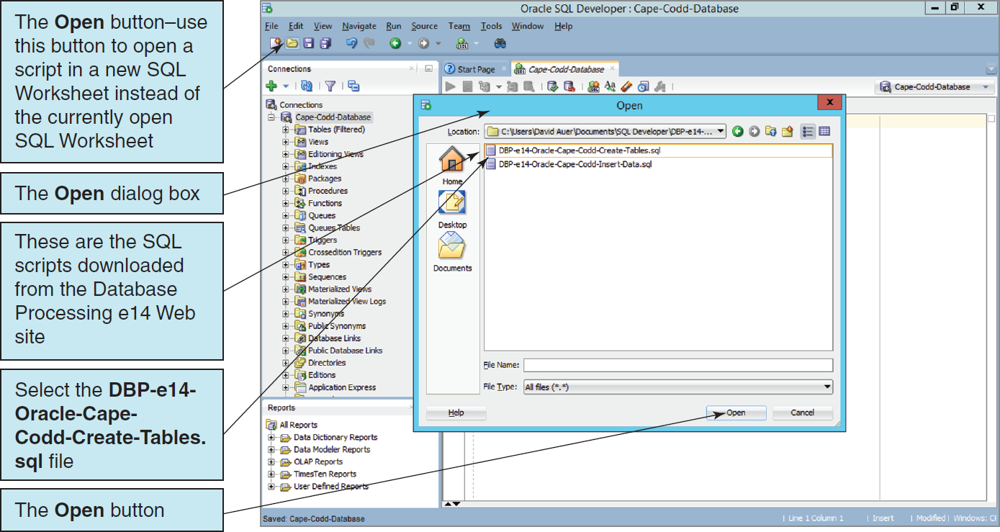 The Open button–use
this button to open a
script in a new SQL
Worksheet instead of
the currently open
SQL Worksheet
The Open dialog box
These are the SQL
scripts downloaded
from the Database
Processing e14 Web
site
Select the DBP-e14-
Oracle-Cape-
Codd-Create-Tables.
sql file
The Open button
Oracle SQL Developer : Cape-Codd-Database
File Edit View Navigate Run Source Team Tools Window Help
Connections
Connections
Cape-Codd-Database
Tables (Filtered)
Views
Editioning Views
Indexes
Packages
Procedures
Functions
Queues
Queues Tables
Triggers
Crossedition Triggers
Types
Sequences
Materialized Views
Materialized View Logs
Synonyms
Public Synonyms
Database Links
Public Database Links
Directories
Editions
Application Express
Reports
All Reports
Data Dictionary Reports
Data Modeler Reports
OLAP Reports
TimesTen Reports
User Defined Reports
Start Page
Cape-Codd-Database
Cape-Codd-Database
Open
Location: C:\Users\David Auer\Documents\SQL Developer\DBP-e14-...
Home
Desktop
Documents
DBP-e14-Oracle-Cape-Codd-Create-Tables.sql
DBP-e14-Oracle-Cape-Codd-Insert-Data.sql
File Name:
File Type: All files (*.*)
Help Open Cancel
Saved: Cape-Codd-Database
| Line 1 Column 1 | Insert | Modified | Windows: